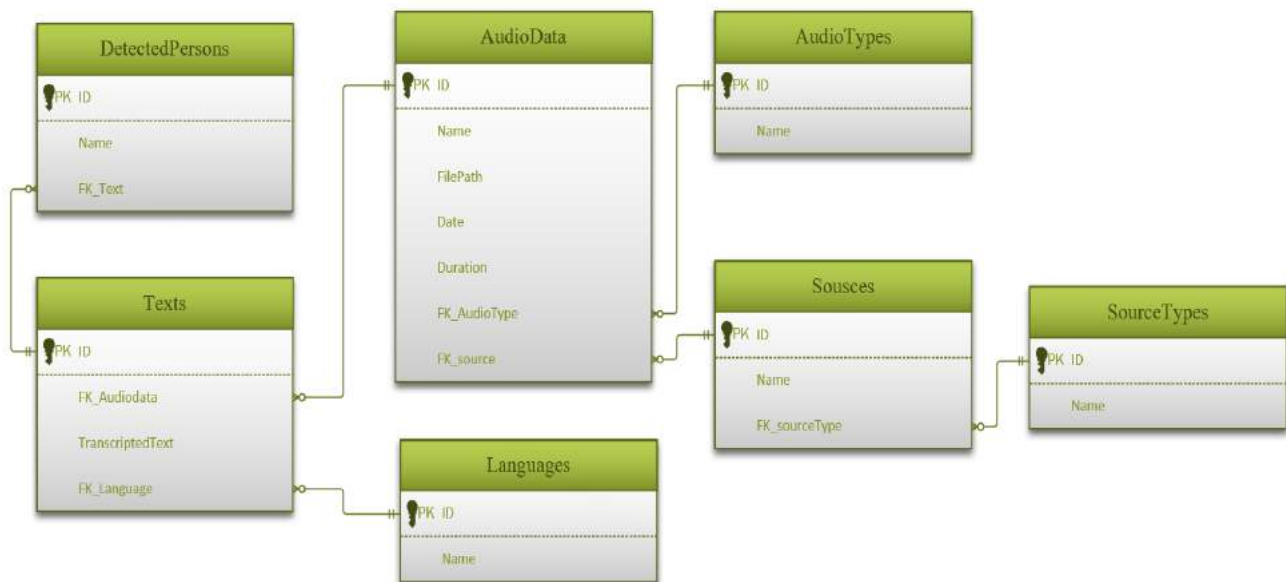 DetectedPersons
PK ID
Name
FK_Text
AudioData
PK ID
Name
FilePath
Date
Duration
FK_AudioType
FK_source
AudioTypes
PK ID
Name
Texts
PK ID
FK_Audiodata
TranscriptedText
FK_Language
Languages
PK ID
Name
Sousces
PK ID
Name
FK_sourceType
SourceTypes
PK ID
Name